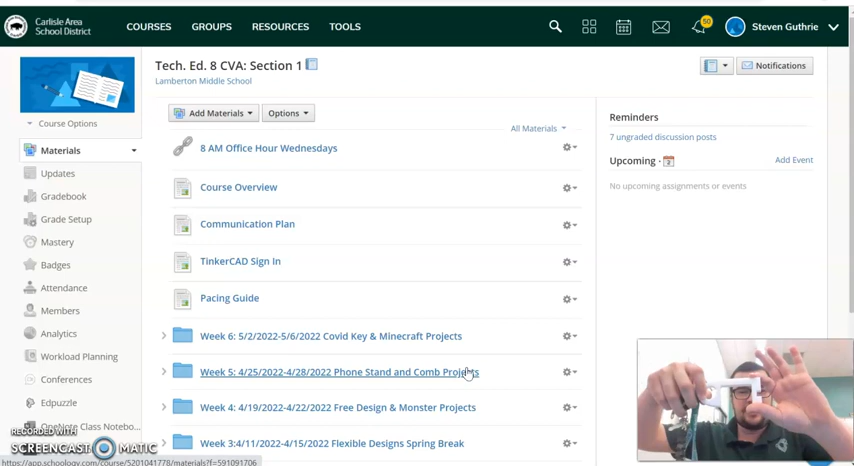 Carlisle Area
School District
COURSES
GROUPS
RESOURCES
TOOLS
50
Steven Guthrie
Tech. Ed. 8 CVA: Section 1
Lamberton Middle School
Notifications
Course Options
Materials
Updates
Gradebook
Grade Setup
Mastery
Badges
Attendance
Members
Analytics
Workload Planning
Conferences
Edpuzzle
OneNote Class Notebo...
Add Materials
Options
All Materials
8 AM Office Hour Wednesdays
Course Overview
Communication Plan
TinkerCAD Sign In
Pacing Guide
Week 6: 5/2/2022-5/6/2022 Covid Key & Minecraft Projects
Week 5: 4/25/2022-4/28/2022 Phone Stand and Comb Projects
Week 4: 4/19/2022-4/22/2022 Free Design & Monster Projects
Week 3:4/11/2022-4/15/2022 Flexible Designs Spring Break
Reminders
7 ungraded discussion posts
Upcoming ·
Add Event
No upcoming assignments or events
RECORDED WITH
SCREENCAST MATIC
https://app.schoology.com/course/5201041778/materials?f=591091706